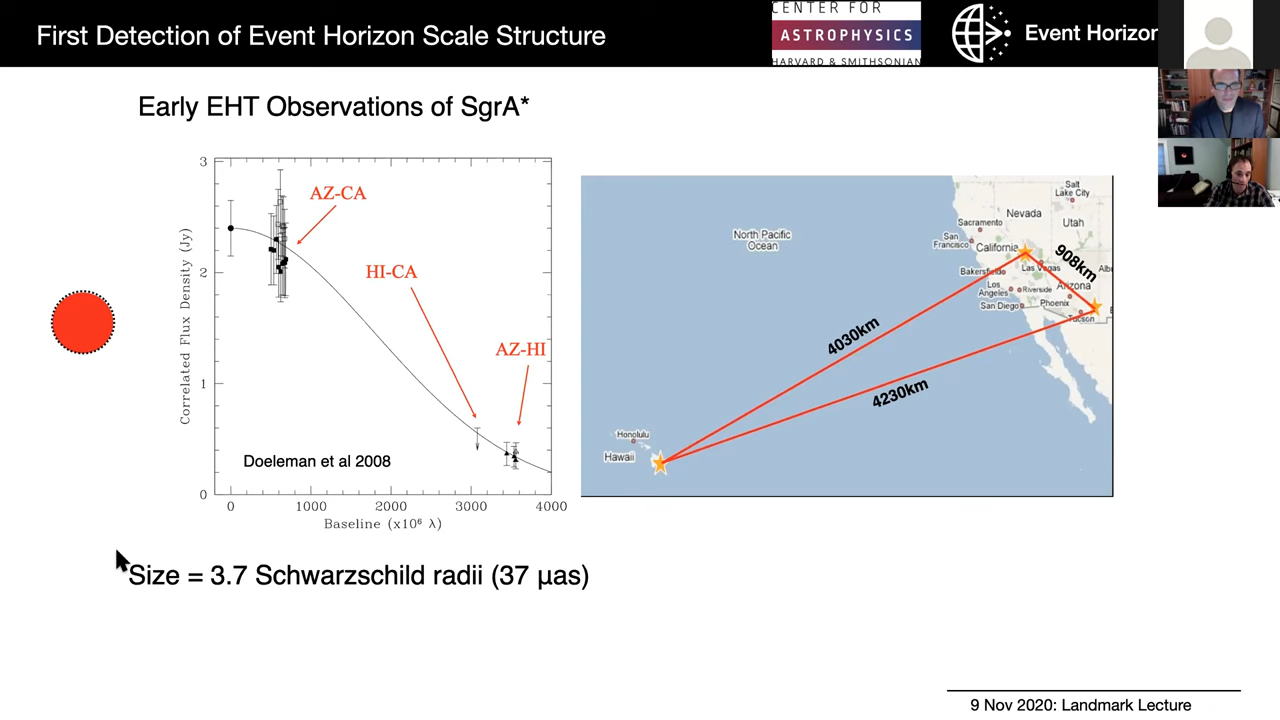 First Detection of Event Horizon Scale Structure
CENTER FOR
ASTROPHYSICS
HARVARD & SMITHSONIAN
Event Horizon
Early EHT Observations of SgrA*
3
2
1
0
Correlated Flux Density (Jy)
AZ-CA
HI-CA
AZ-HI
Doeleman et al 2008
0 1000 2000 3000 4000
Baseline (x10⁶ λ)
North Pacific
Ocean
Salt
Lake City
Nevada
Utah
Sacramento
San
Francisco
California
Las Vegas
Bakersfi
Los
Angeles
Riverside
San Diego
Arizona
Phoenix
Tucson
Alb
908km
4030km
4230km
Honolulu
Hawaii
Size = 3.7 Schwarzschild radii (37 μas)
9 Nov 2020: Landmark Lecture